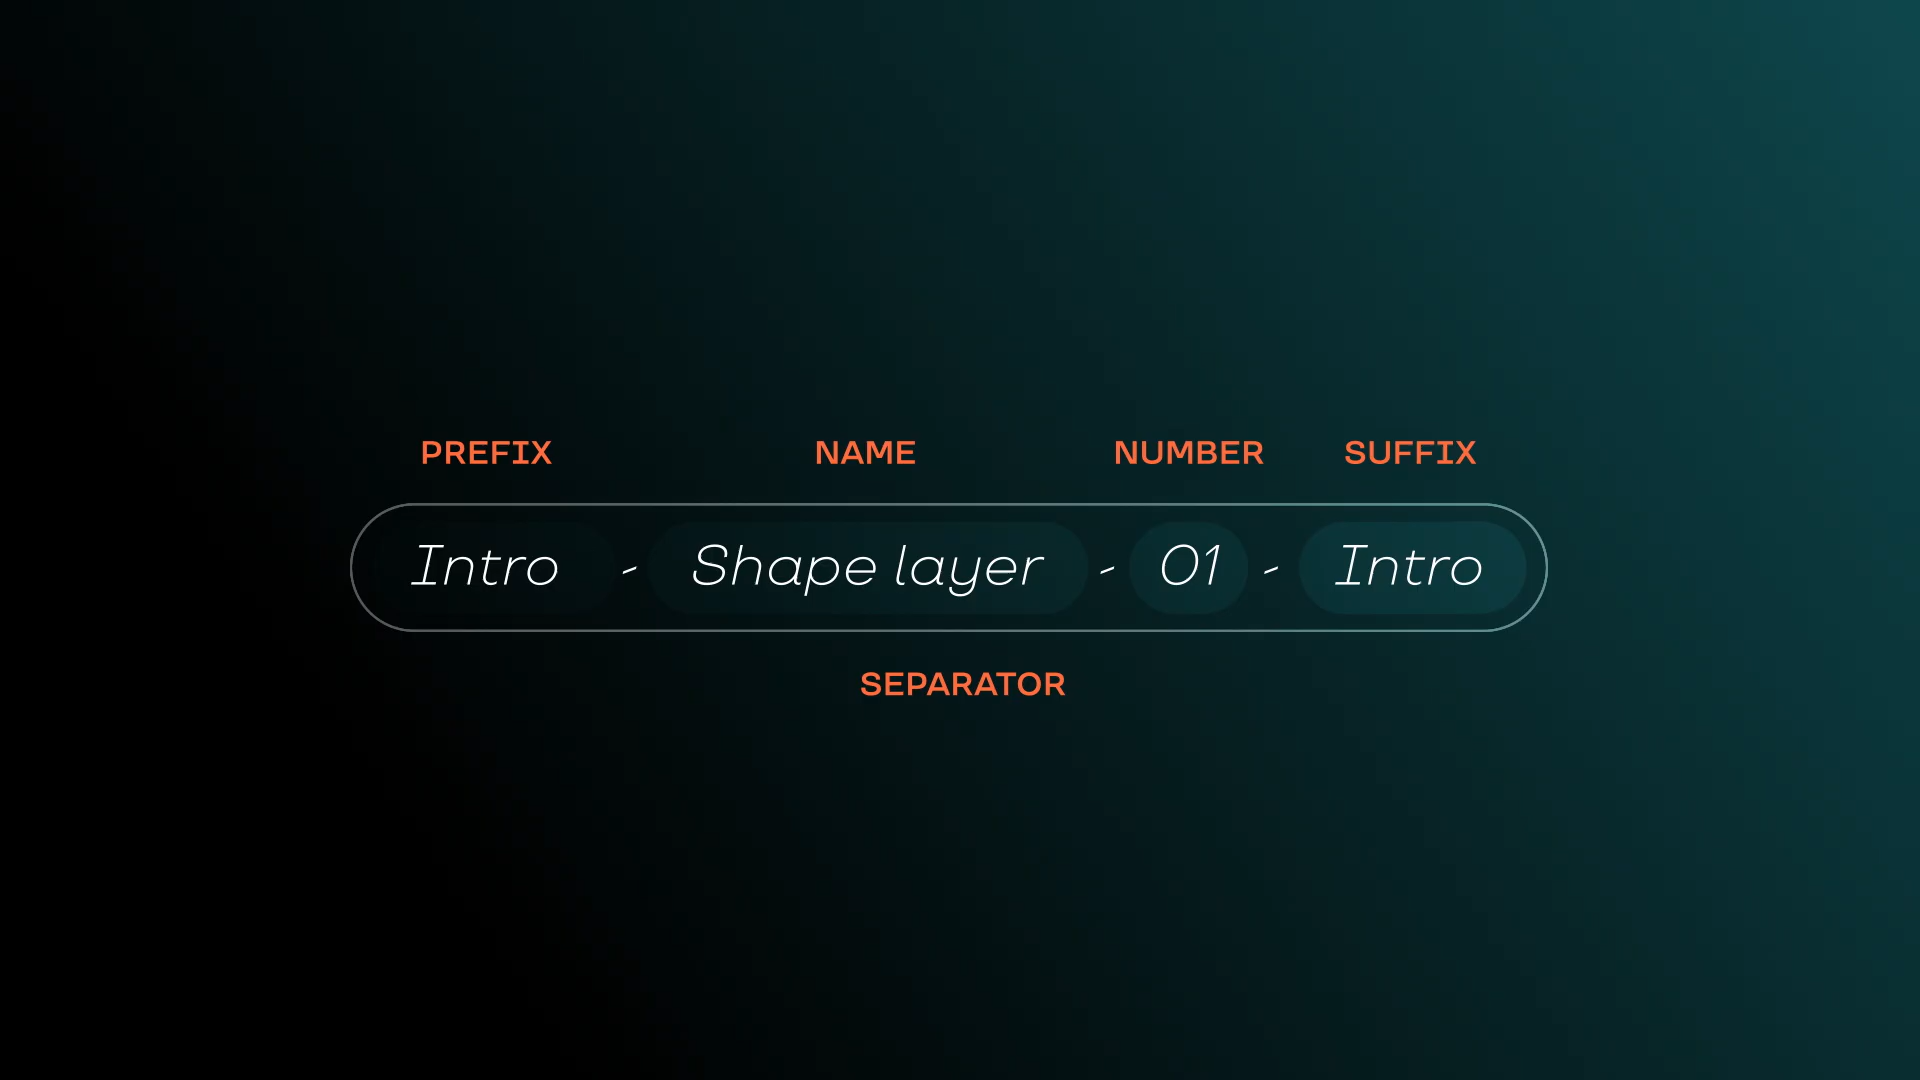 PREFIX NAME NUMBER SUFFIX
Intro - Shape layer - 01 - Intro
SEPARATOR